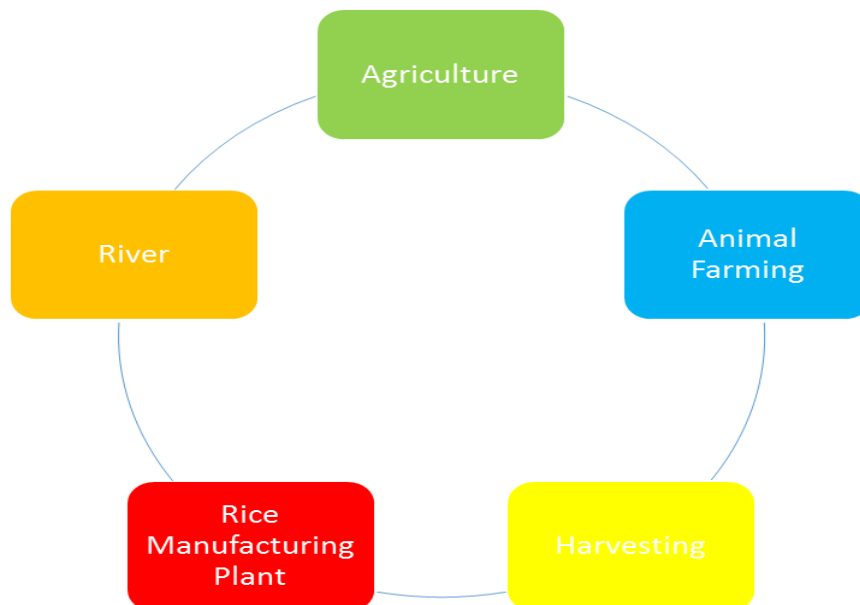 Agriculture
Animal
Farming
Harvesting
Rice
Manufacturing
Plant
River